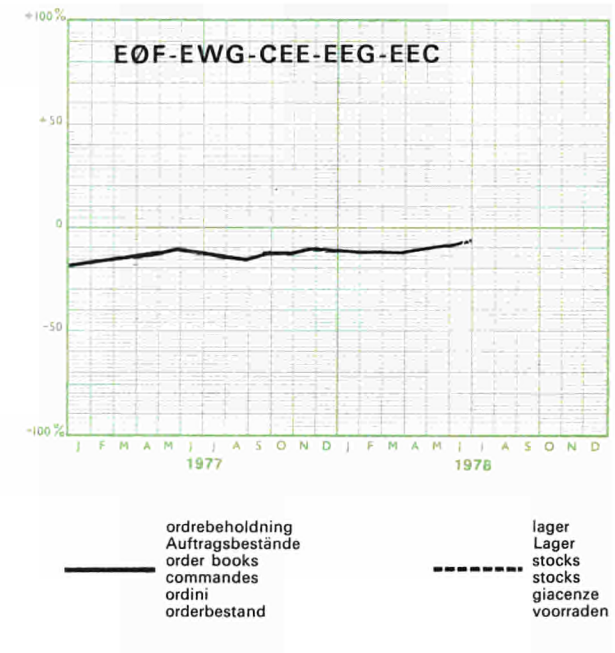 +100%
EØF-EWG-CEE-EEG-EEC
+50
0
-50
-100%
J F M A M J J A S O N D J F M A M J J A S O N D
1977 1978
ordrebeholdning
Auftragsbestände
order books
commandes
ordini
orderbestand
lager
Lager
stocks
stocks
giacenze
voorraden